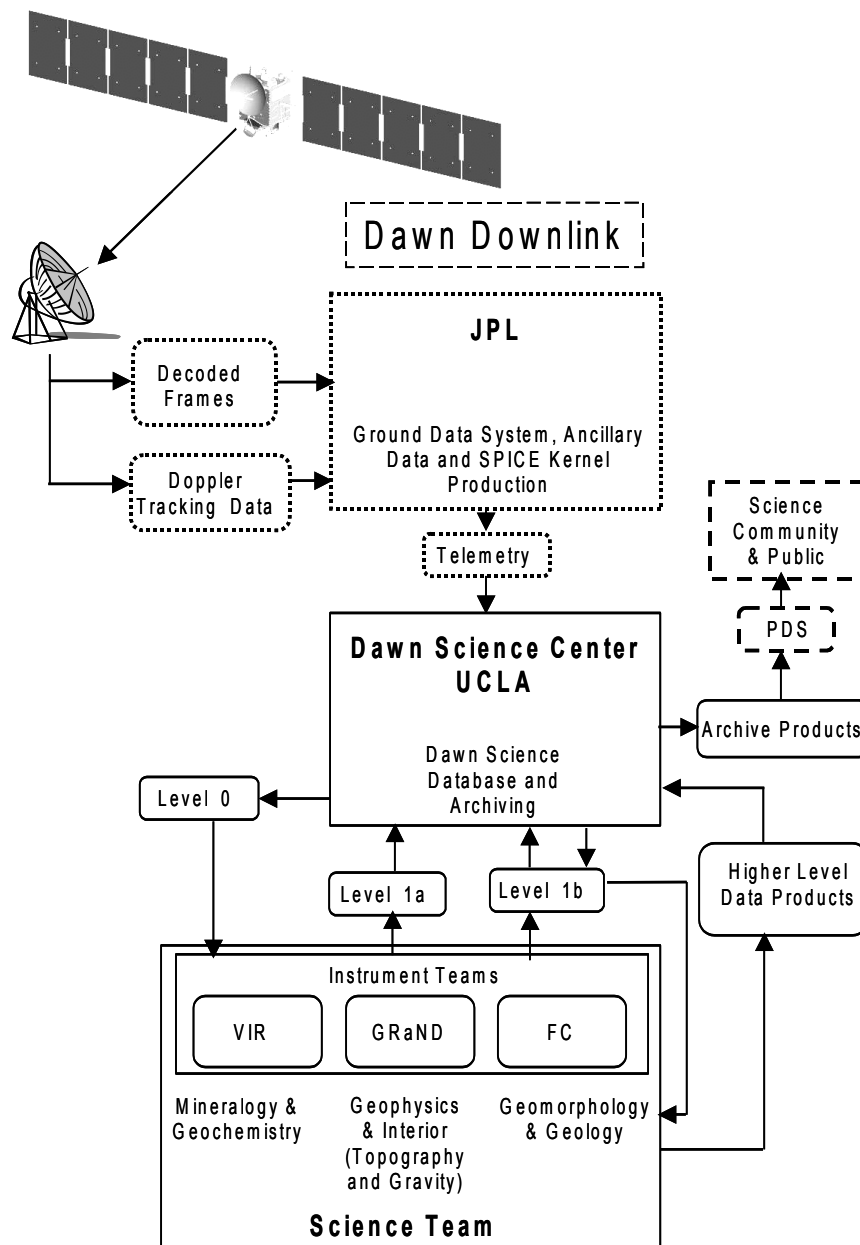 Dawn Downlink
JPL
Ground Data System, Ancillary
Data and SPICE Kernel
Production
Decoded
Frames
Doppler
Tracking Data
Telemetry
Science
Community
& Public
PDS
Archive Products
Dawn Science Center
UCLA
Dawn Science
Database and
Archiving
Level 0
Level 1a
Level 1b
Higher Level
Data Products
Instrument Teams
VIR
GRaND
FC
Mineralogy &
Geochemistry
Geophysics
& Interior
(Topography
and Gravity)
Geomorphology
& Geology
Science Team